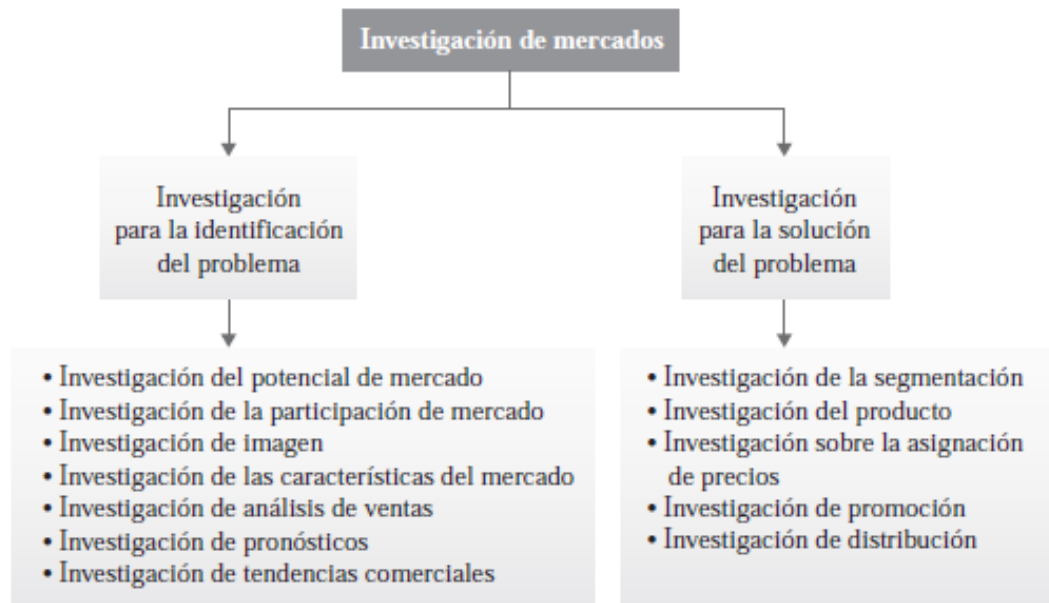 Investigación de mercados
Investigación
para la identificación
del problema
Investigación
para la solución
del problema
• Investigación del potencial de mercado
• Investigación de la participación de mercado
• Investigación de imagen
• Investigación de las características del mercado
• Investigación de análisis de ventas
• Investigación de pronósticos
• Investigación de tendencias comerciales
• Investigación de la segmentación
• Investigación del producto
• Investigación sobre la asignación
de precios
• Investigación de promoción
• Investigación de distribución